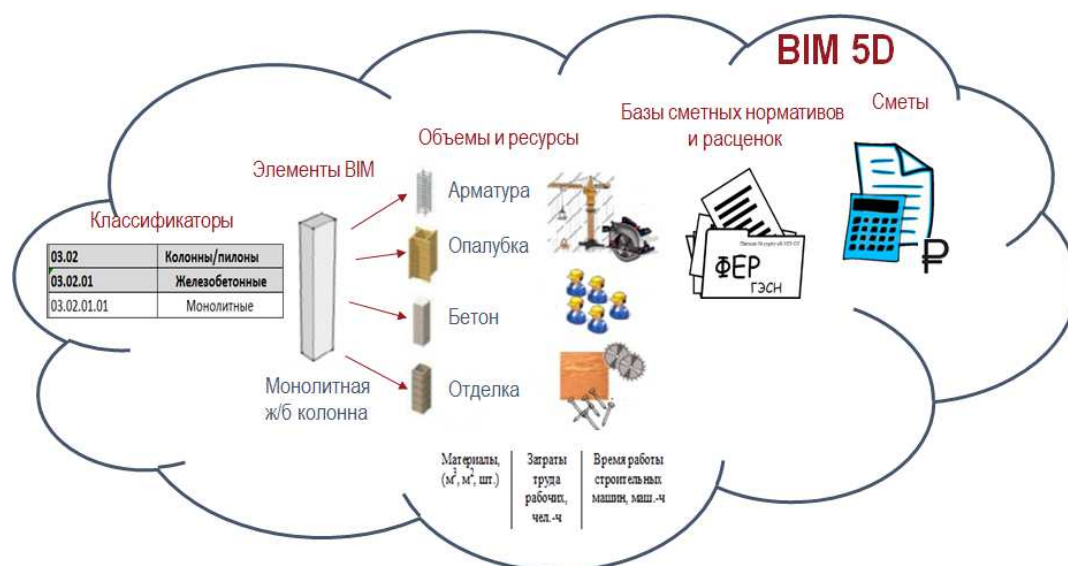 BIM 5D
Сметы
Базы сметных нормативов
и расценок
Объемы и ресурсы
Элементы BIM
Классификаторы
03.02 Колонны/пилоны
03.02.01 Железобетонные
03.02.01.01 Монолитные
Монолитная
ж/б колонна
Арматура
Опалубка
Бетон
Отделка
ФЕР
ГЭСН
₽
Материалы,
(м³, м², шт.)
Затраты
труда
рабочих,
чел.-ч
Время работы
строительных
машин, маш.-ч